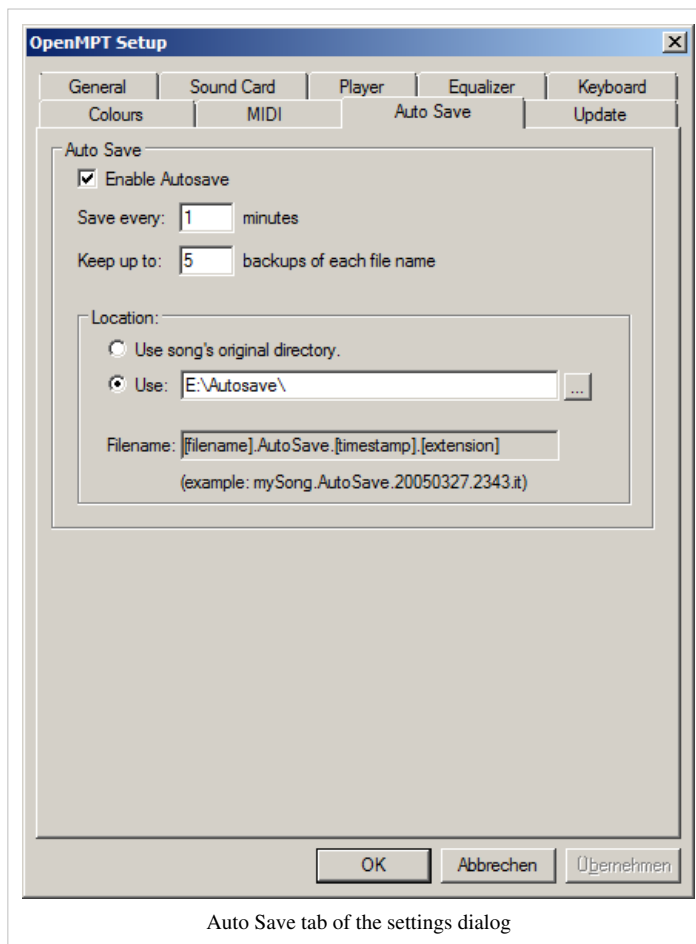 OpenMPT Setup
General Sound Card Player Equalizer Keyboard
Colours MIDI Auto Save Update
Auto Save
Enable Autosave
Save every: 1 minutes
Keep up to: 5 backups of each file name
Location:
Use song's original directory.
Use: E:\Autosave\ ...
Filename: [filename].AutoSave.[timestamp].[extension]
(example: mySong.AutoSave.20050327.2343.it)
OK Abbrechen Übernehmen
Auto Save tab of the settings dialog